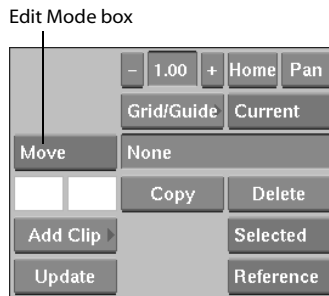 Edit Mode box
– 1.00 + Home Pan
Grid/Guide Current
Move None
Copy Delete
Add Clip Selected
Update Reference